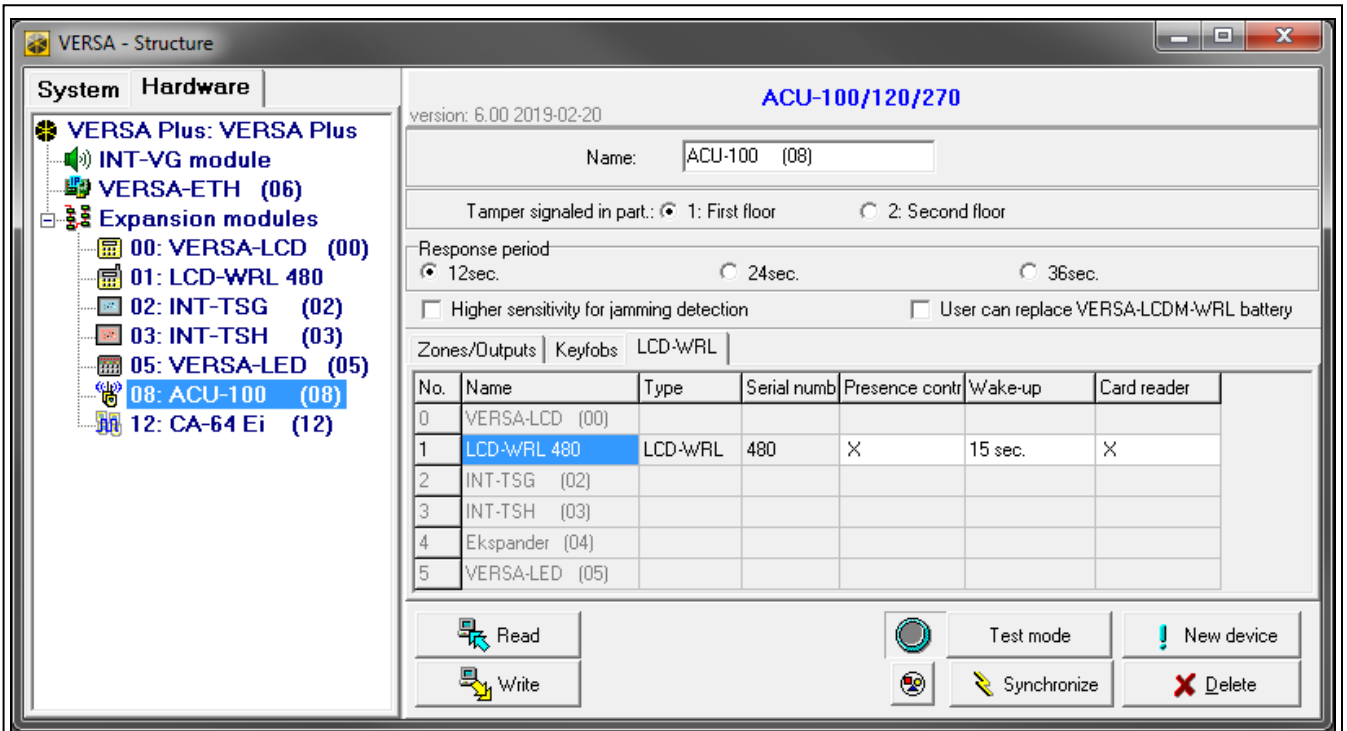 VERSA - Structure
System Hardware
VERSA Plus: VERSA Plus
INT-VG module
VERSA-ETH (06)
Expansion modules
00: VERSA-LCD (00)
01: LCD-WRL 480
02: INT-TSG (02)
03: INT-TSH (03)
05: VERSA-LED (05)
08: ACU-100 (08)
12: CA-64 Ei (12)
ACU-100/120/270
version: 6.00 2019-02-20
Name: ACU-100 (08)
Tamper signaled in part.: 1: First floor 2: Second floor
Response period
12sec. 24sec. 36sec.
Higher sensitivity for jamming detection User can replace VERSA-LCDM-WRL battery
Zones/Outputs Keyfobs LCD-WRL
No. Name Type Serial numb Presence contr Wake-up Card reader
0 VERSA-LCD (00)
1 LCD-WRL 480 LCD-WRL 480 X 15 sec. X
2 INT-TSG (02)
3 INT-TSH (03)
4 Ekspander (04)
5 VERSA-LED (05)
Read Test mode New device
Write Synchronize Delete